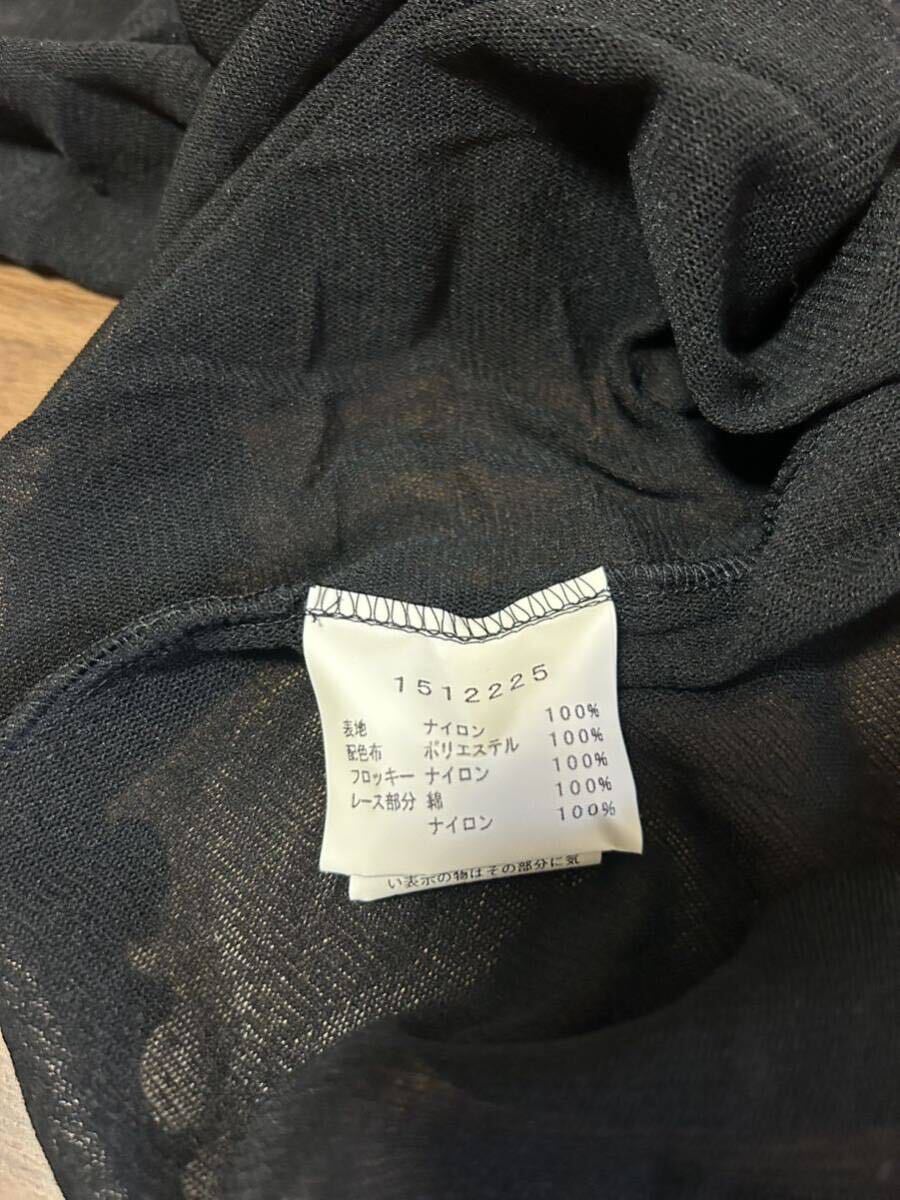 1512225
表地 ナイロン 100%
配色布 ポリエステル 100%
フロッキー ナイロン 100%
レース部分 綿 100%
ナイロン 100%
い表示の物はその部分に気